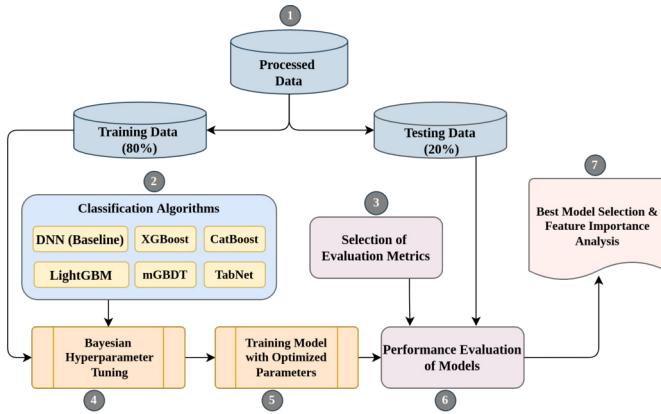 1
Processed
Data
Training Data
(80%)
Testing Data
(20%)
2
Classification Algorithms
DNN (Baseline)
XGBoost
CatBoost
LightGBM
mGBDT
TabNet
3
Selection of
Evaluation Metrics
7
Best Model Selection &
Feature Importance
Analysis
Bayesian
Hyperparameter
Tuning
4
Training Model
with Optimized
Parameters
5
Performance Evaluation
of Models
6